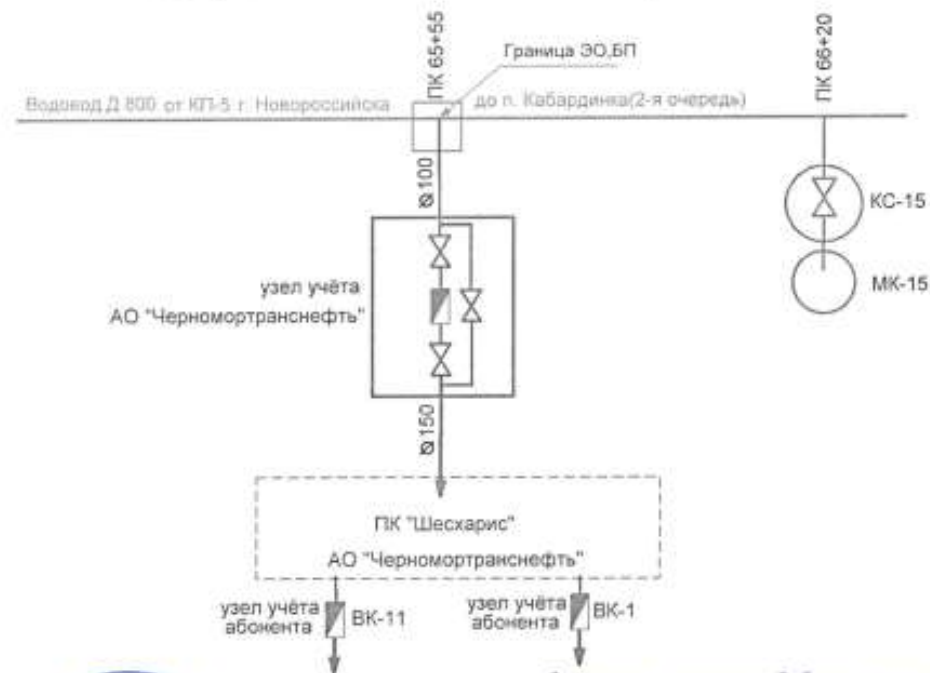 ПК 65+55
Граница ЭО,БП
ПК 66+20
Водовод Д 800 от КП-5 г. Новороссийска
до п. Кабардинка(2-я очередь)
Ø100
КС-15
узел учёта
АО "Черномортранснефть"
МК-15
Ø150
ПК "Шесхарис"
АО "Черномортранснефть"
узел учёта
абонента
ВК-11
узел учёта
абонента
ВК-1